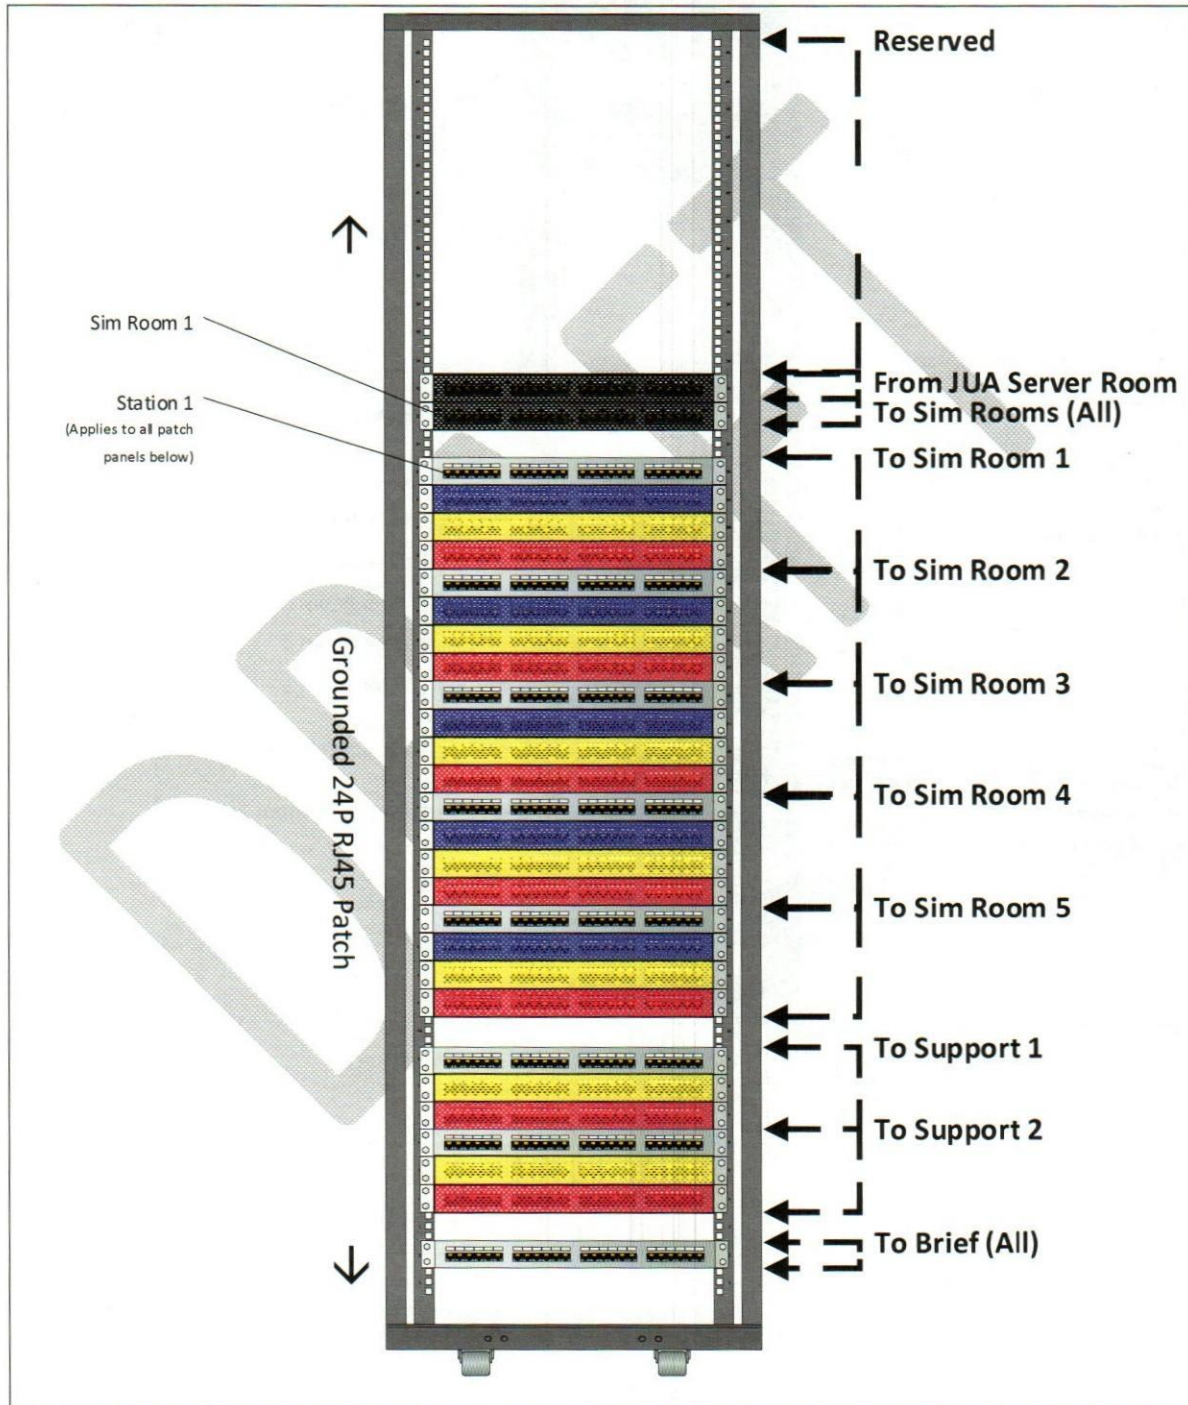 Reserved
Sim Room 1
From JUA Server Room
Station 1
(Applies to all patch
panels below)
To Sim Rooms (All)
To Sim Room 1
To Sim Room 2
Grounded 24P RJ45 Patch
To Sim Room 3
To Sim Room 4
To Sim Room 5
To Support 1
To Support 2
To Brief (All)
DRAFT